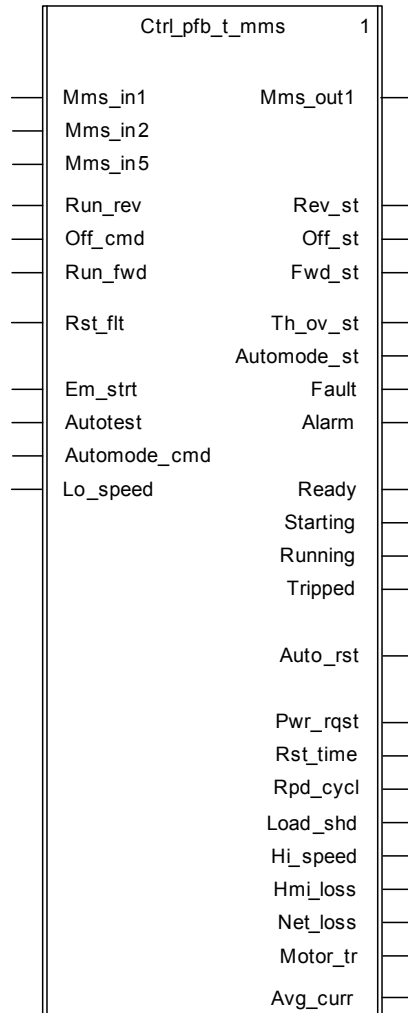 Ctrl_pfb_t_mms 1
Mms_in1 Mms_out1
Mms_in2
Mms_in5
Run_rev Rev_st
Off_cmd Off_st
Run_fwd Fwd_st
Rst_flt Th_ov_st
Automode_st
Em_strt Fault
Autotest Alarm
Automode_cmd
Lo_speed Ready
Starting
Running
Tripped
Auto_rst
Pwr_rqst
Rst_time
Rpd_cycl
Load_shd
Hi_speed
Hmi_loss
Net_loss
Motor_tr
Avg_curr